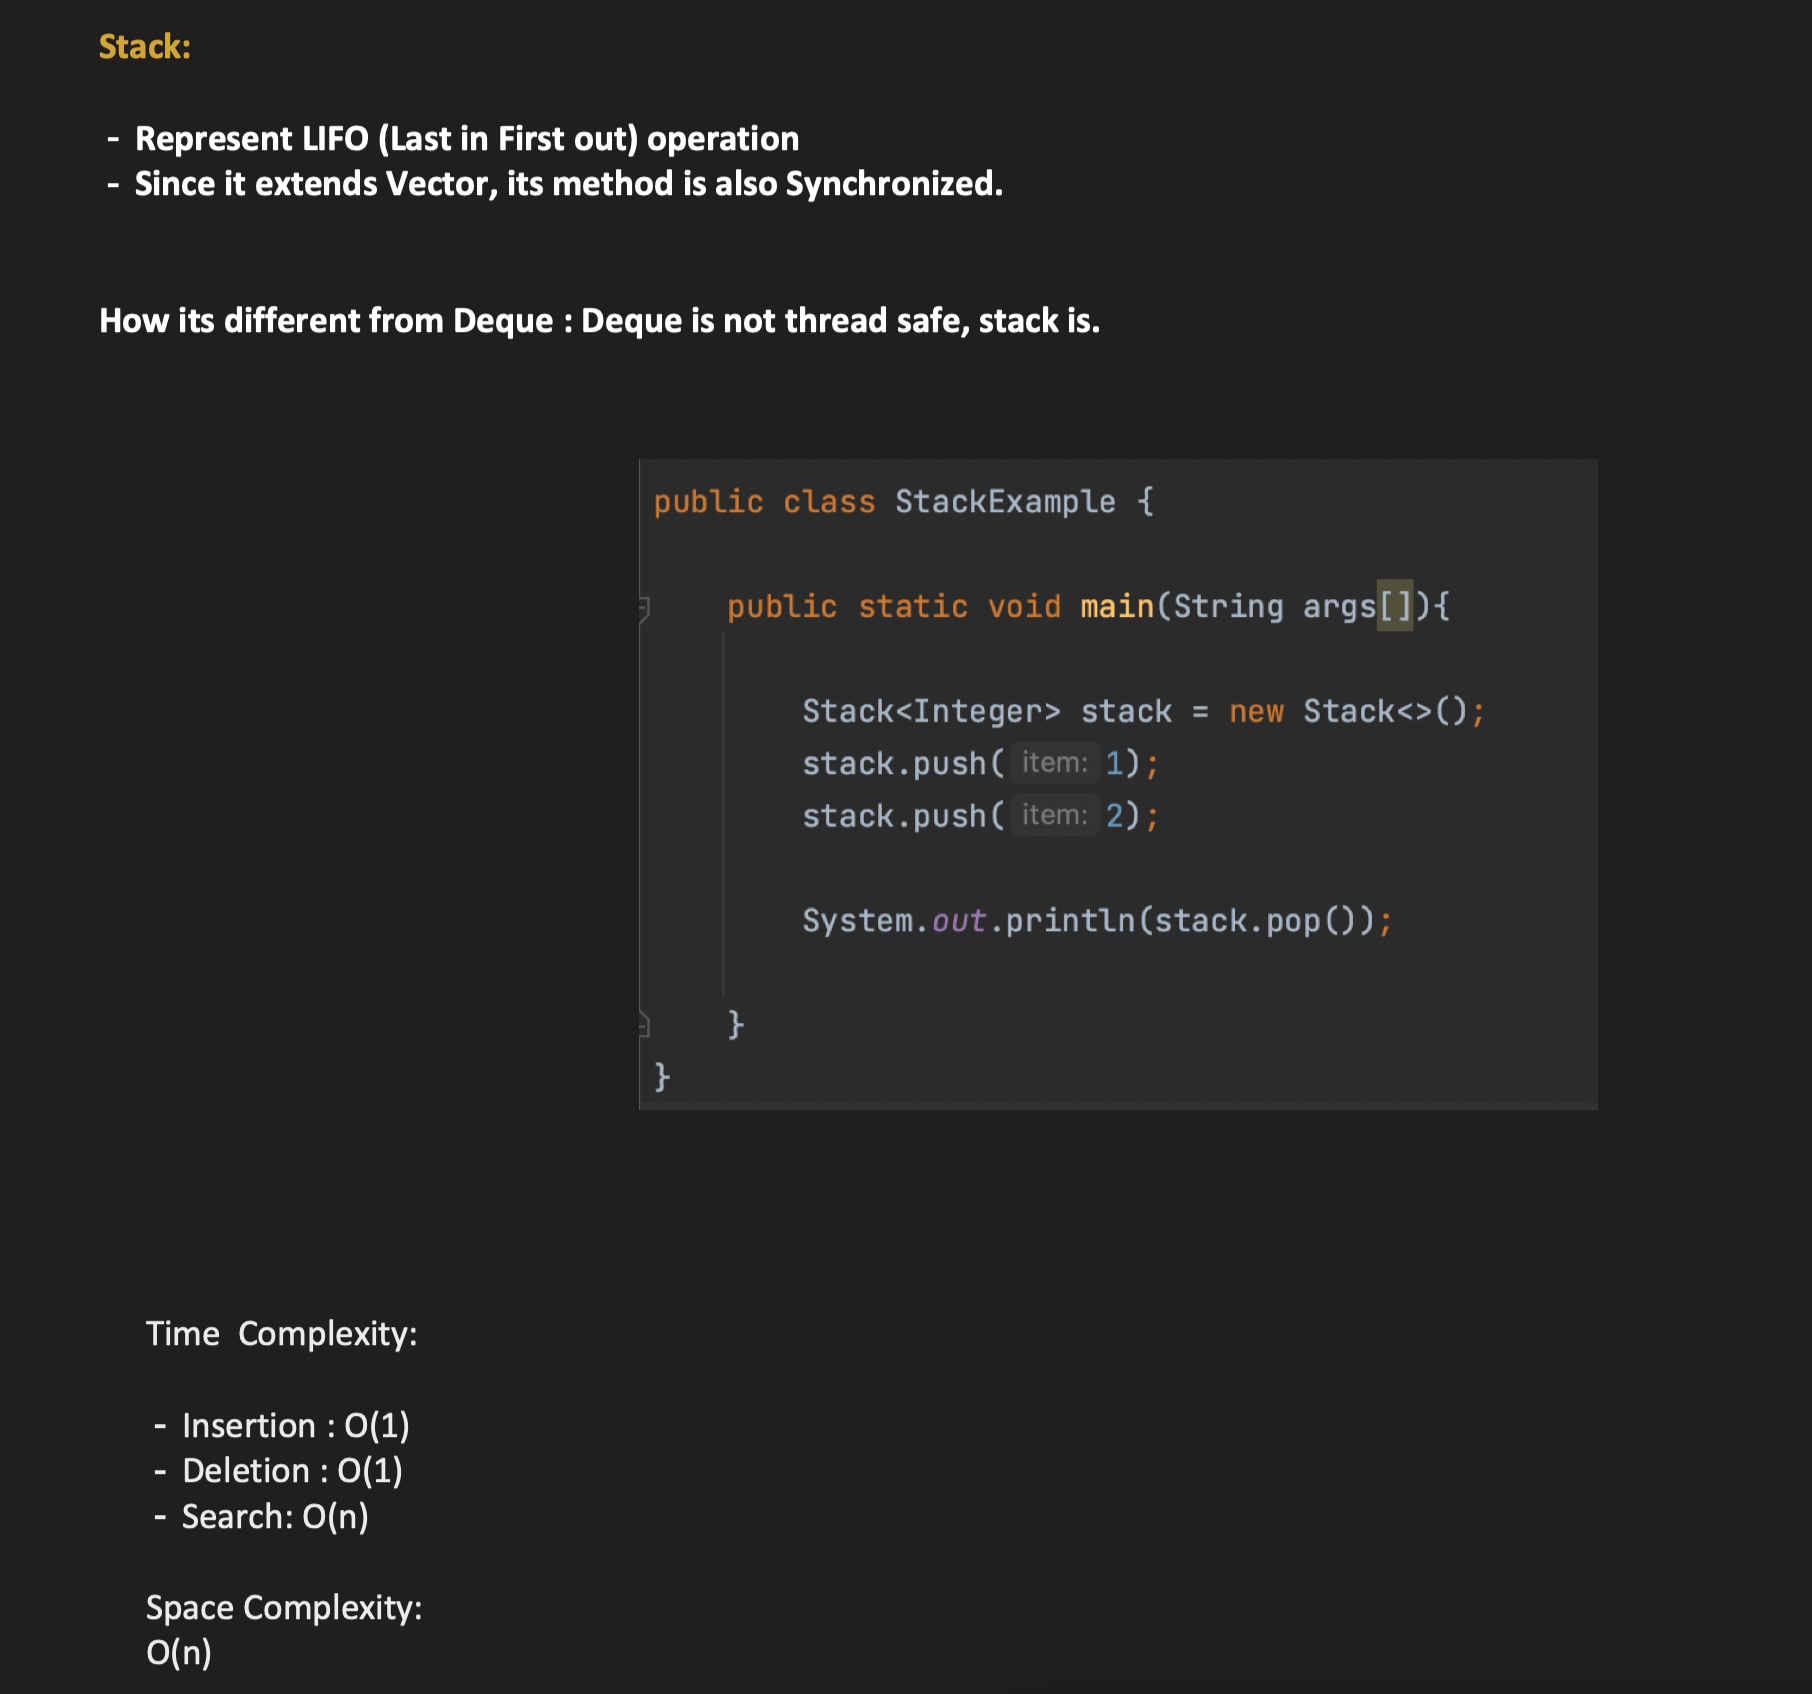 Stack:
- Represent LIFO (Last in First out) operation
- Since it extends Vector, its method is also Synchronized.
How its different from Deque : Deque is not thread safe, stack is.
public class StackExample {
public static void main(String args[]){
Stack<Integer> stack = new Stack<>();
stack.push( item: 1);
stack.push( item: 2);
System.out.println(stack.pop());
}
}
Time  Complexity:
- Insertion : O(1)
- Deletion : O(1)
- Search: O(n)
Space Complexity:
O(n)